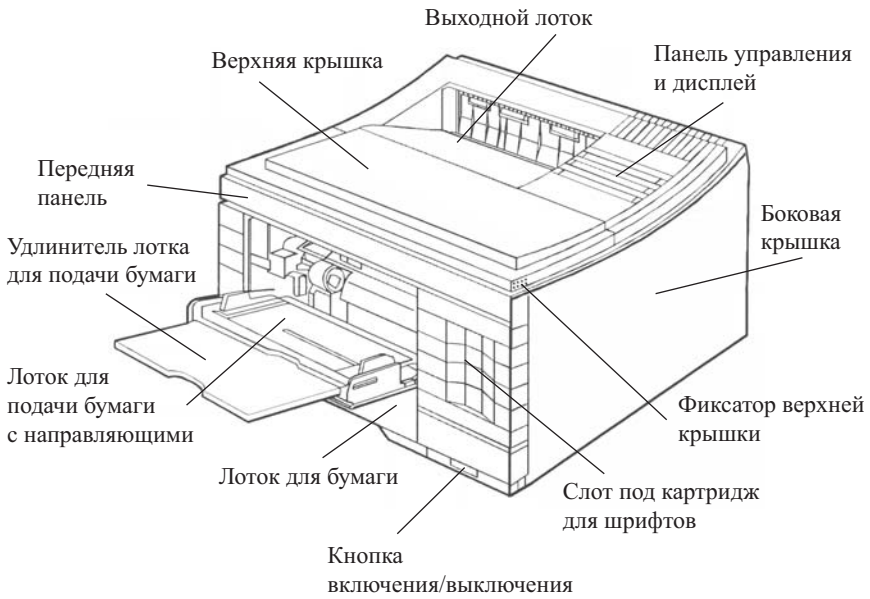 Выходной лоток
Панель управления
и дисплей
Верхняя крышка
Передняя
панель
Боковая
крышка
Удлинитель лотка
для подачи бумаги
Лоток для
подачи бумаги
с направляющими
Фиксатор верхней
крышки
Лоток для бумаги
Слот под картридж
для шрифтов
Кнопка
включения/выключения